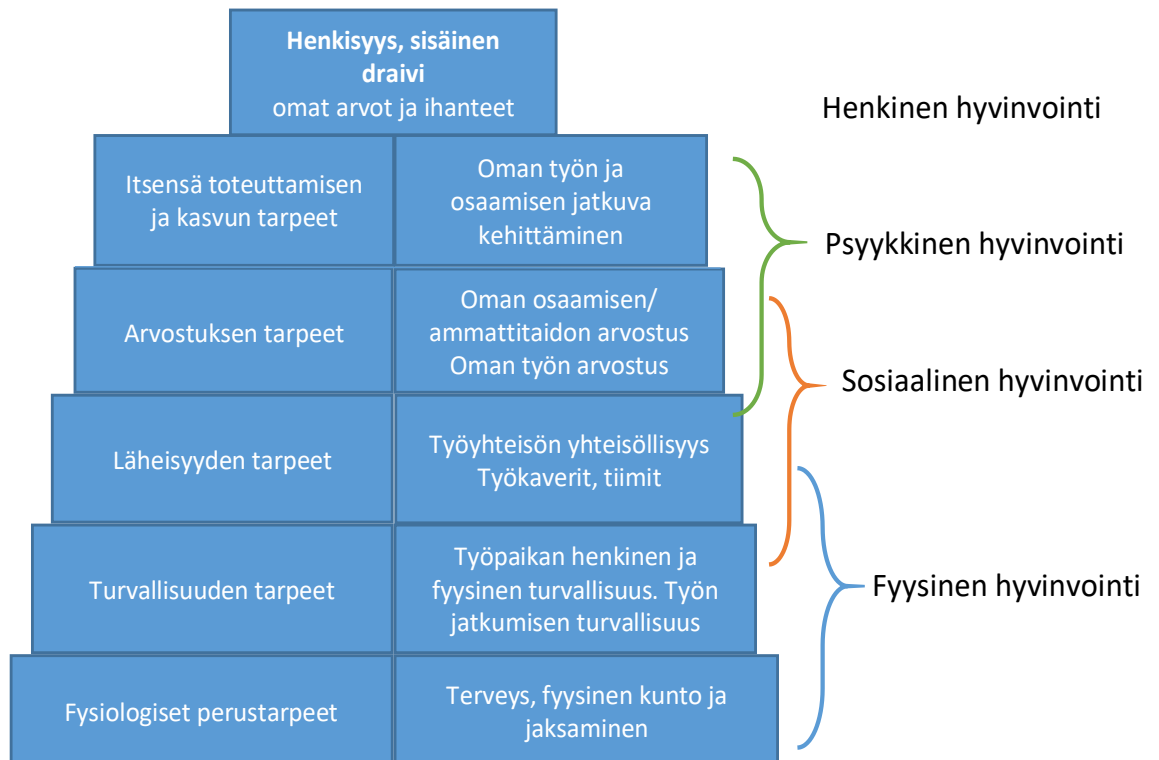 Henkisyys, sisäinen
draivi
omat arvot ja ihanteet
Henkinen hyvinvointi
Itsensä toteuttamisen
ja kasvun tarpeet
Oman työn ja
osaamisen jatkuva
kehittäminen
Psyykkinen hyvinvointi
Arvostuksen tarpeet
Oman osaamisen/
ammattitaidon arvostus
Oman työn arvostus
Sosiaalinen hyvinvointi
Läheisyyden tarpeet
Työyhteisön yhteisöllisyys
Työkaverit, tiimit
Turvallisuuden tarpeet
Työpaikan henkinen ja
fyysinen turvallisuus. Työn
jatkumisen turvallisuus
Fyysinen hyvinvointi
Fysiologiset perustarpeet
Terveys, fyysinen kunto ja
jaksaminen